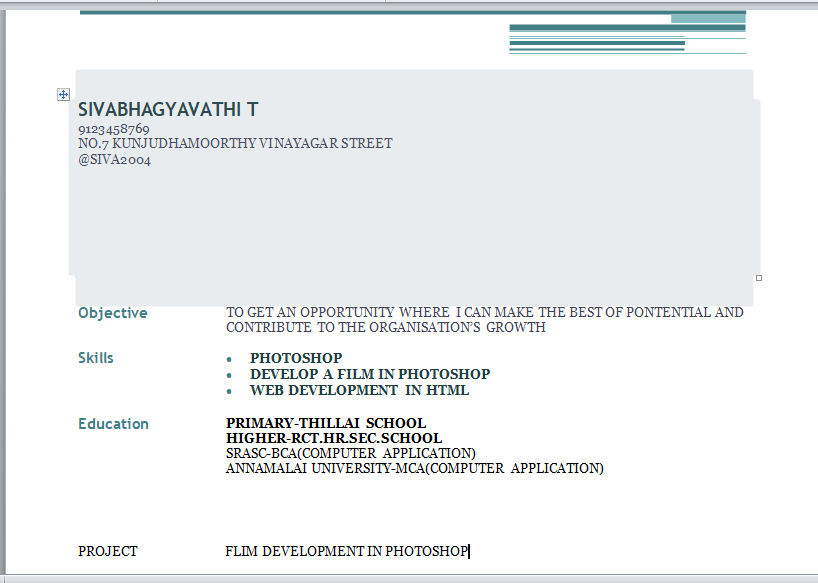 SIVABHAGYAVATHI T
9123458769
NO.7 KUNJUDHAMOORTHY VINAYAGAR STREET
@SIVA2004
Objective TO GET AN OPPORTUNITY WHERE I CAN MAKE THE BEST OF PONTENTIAL AND
CONTRIBUTE TO THE ORGANISATION'S GROWTH
Skills • PHOTOSHOP
• DEVELOP A FILM IN PHOTOSHOP
• WEB DEVELOPMENT IN HTML
Education PRIMARY-THILLAI SCHOOL
HIGHER-RCT.HR.SEC.SCHOOL
SRASC-BCA(COMPUTER APPLICATION)
ANNAMALAI UNIVERSITY-MCA(COMPUTER APPLICATION)
PROJECT FLIM DEVELOPMENT IN PHOTOSHOP